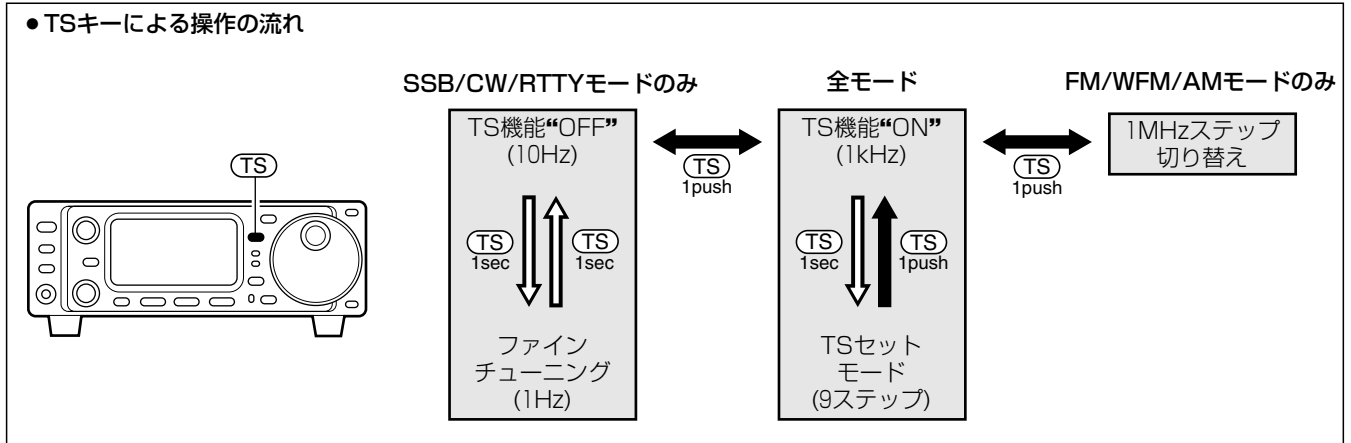 ● TSキーによる操作の流れ
TS
SSB/CW/RTTYモードのみ
TS機能“OFF”
(10Hz)
TS
1sec
TS
1sec
ファイン
チューニング
(1Hz)
TS
1push
全モード
TS機能“ON”
(1kHz)
TS
1sec
TS
1push
TSセット
モード
(9ステップ)
TS
1push
FM/WFM/AMモードのみ
1MHzステップ
切り替え